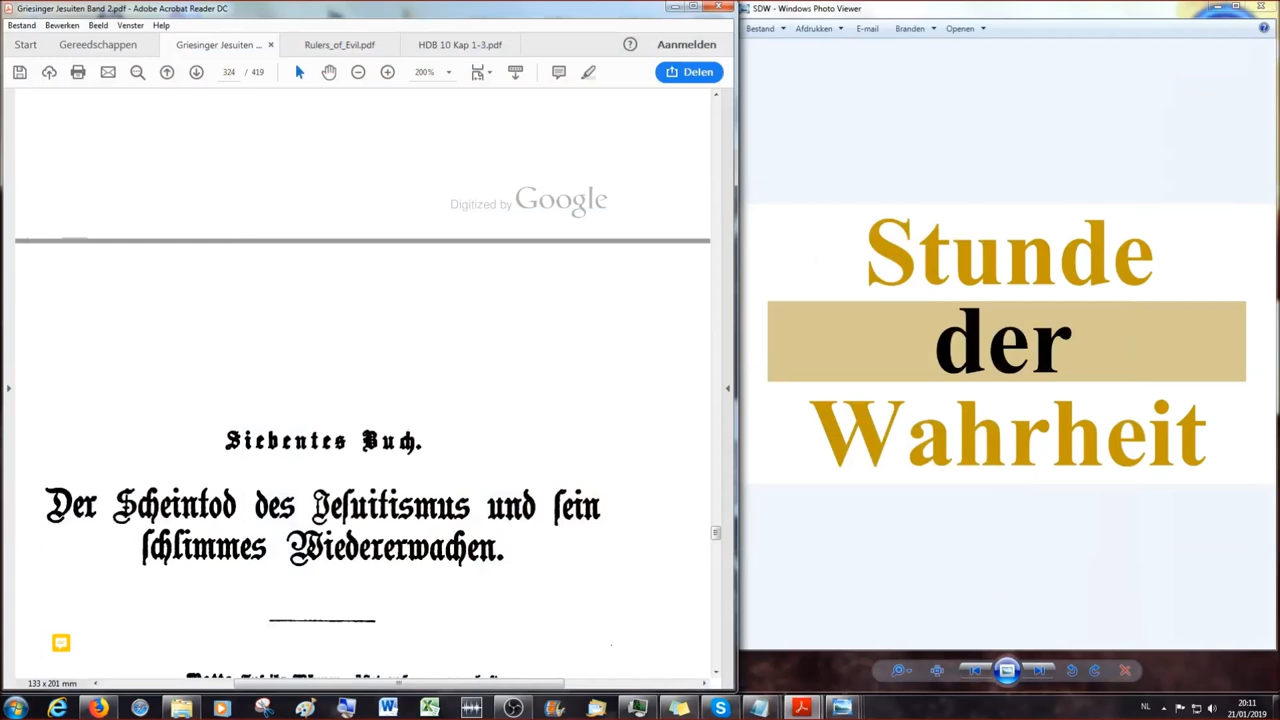 Griesinger Jesuiten Band 2.pdf - Adobe Acrobat Reader DC
Bestand Bewerken Beeld Venster Help
Start Gereedschappen Griesinger Jesuiten ... × Rulers_of_Evil.pdf HDB 10 Kap 1-3.pdf ? Aanmelden
324 / 419 200% Delen
Digitized by Google
Siebentes Buch.
Der Scheintod des Jesuitismus und sein
schlimmes Wiedererwachen.
133 x 201 mm
SDW - Windows Photo Viewer
Bestand Afdrukken E-mail Branden Openen
Stunde
der
Wahrheit
NL 20:11
21/01/2019